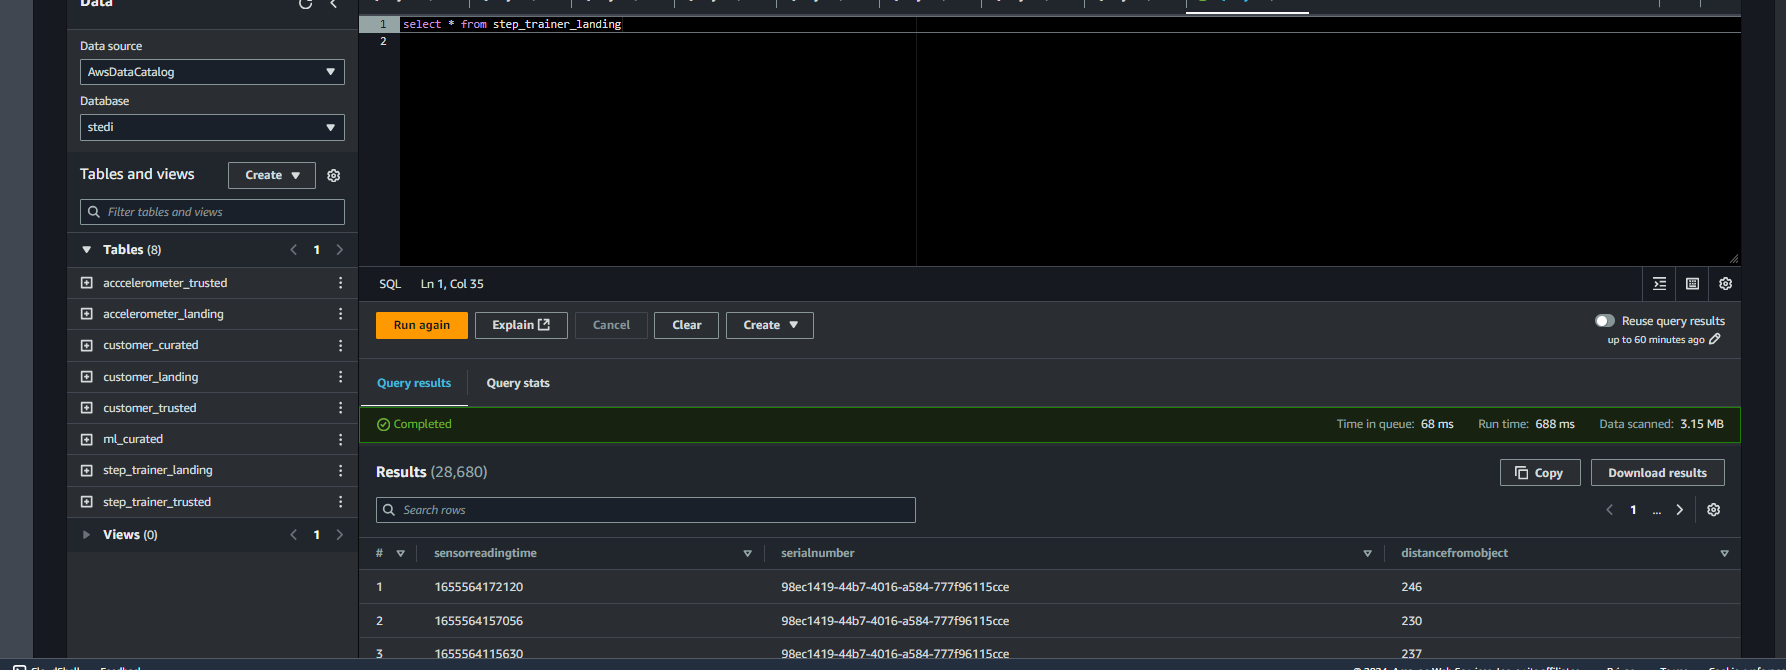 Data
1 select * from step_trainer_landing
2
Data source
AwsDataCatalog
Database
stedi
Tables and views
Create
Filter tables and views
Tables (8)
1
acccelerometer_trusted
accelerometer_landing
customer_curated
customer_landing
customer_trusted
ml_curated
step_trainer_landing
step_trainer_trusted
Views (0)
1
SQL Ln 1, Col 35
Run again
Explain
Cancel
Clear
Create
Reuse query results
up to 60 minutes ago
Query results
Query stats
Completed
Time in queue: 68 ms
Run time: 688 ms
Data scanned: 3.15 MB
Results (28,680)
Copy
Download results
Search rows
1 ...
# sensorreadingtime serialnumber distancefromobject
1 1655564172120 98ec1419-44b7-4016-a584-777f96115cce 246
2 1655564157056 98ec1419-44b7-4016-a584-777f96115cce 230
3 1655564115630 98ec1419-44b7-4016-a584-777f96115cce 237
CloudShell Feedback